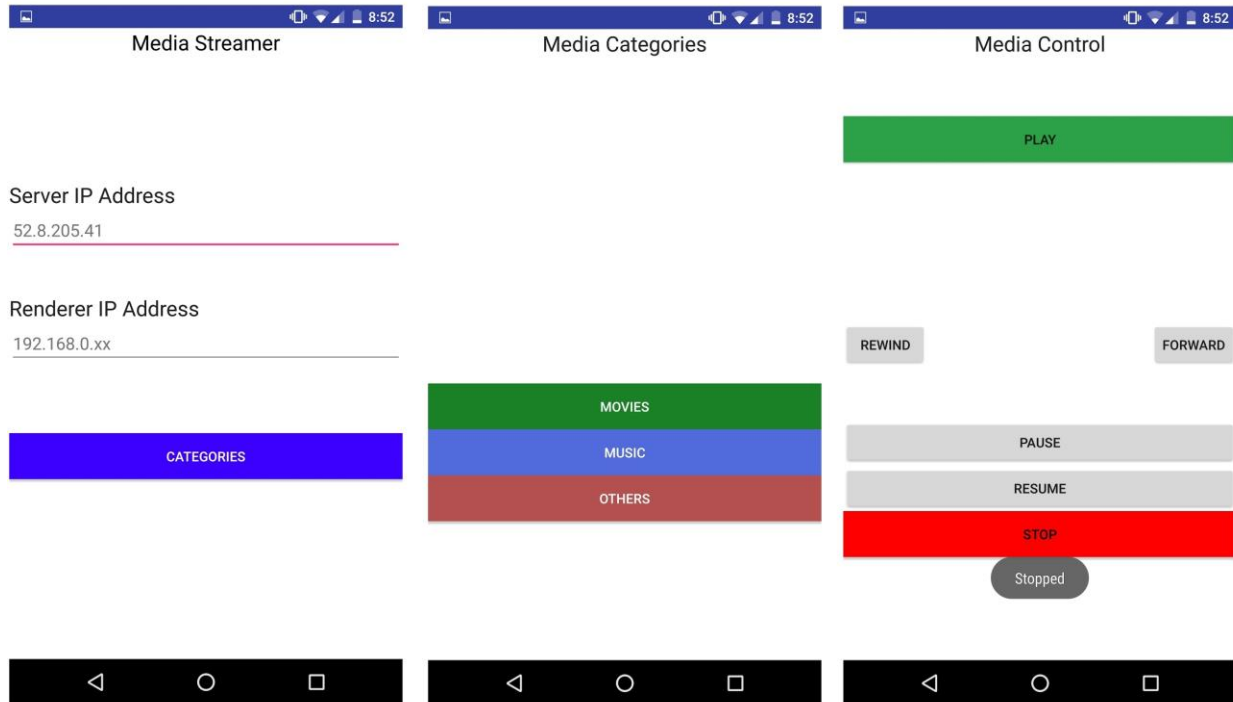 8:52
Media Streamer
Server IP Address
52.8.205.41
Renderer IP Address
192.168.0.xx
CATEGORIES
8:52
Media Categories
MOVIES
MUSIC
OTHERS
8:52
Media Control
PLAY
REWIND FORWARD
PAUSE
RESUME
STOP
Stopped